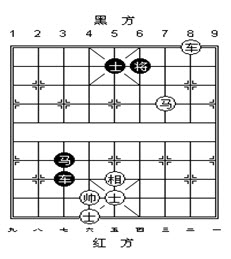 黑 方
1 2 3 4 5 6 7 8 9
车
士 将
马
马
车 相
帅 士
士
九 八 七 六 五 四 三 二 一
红 方